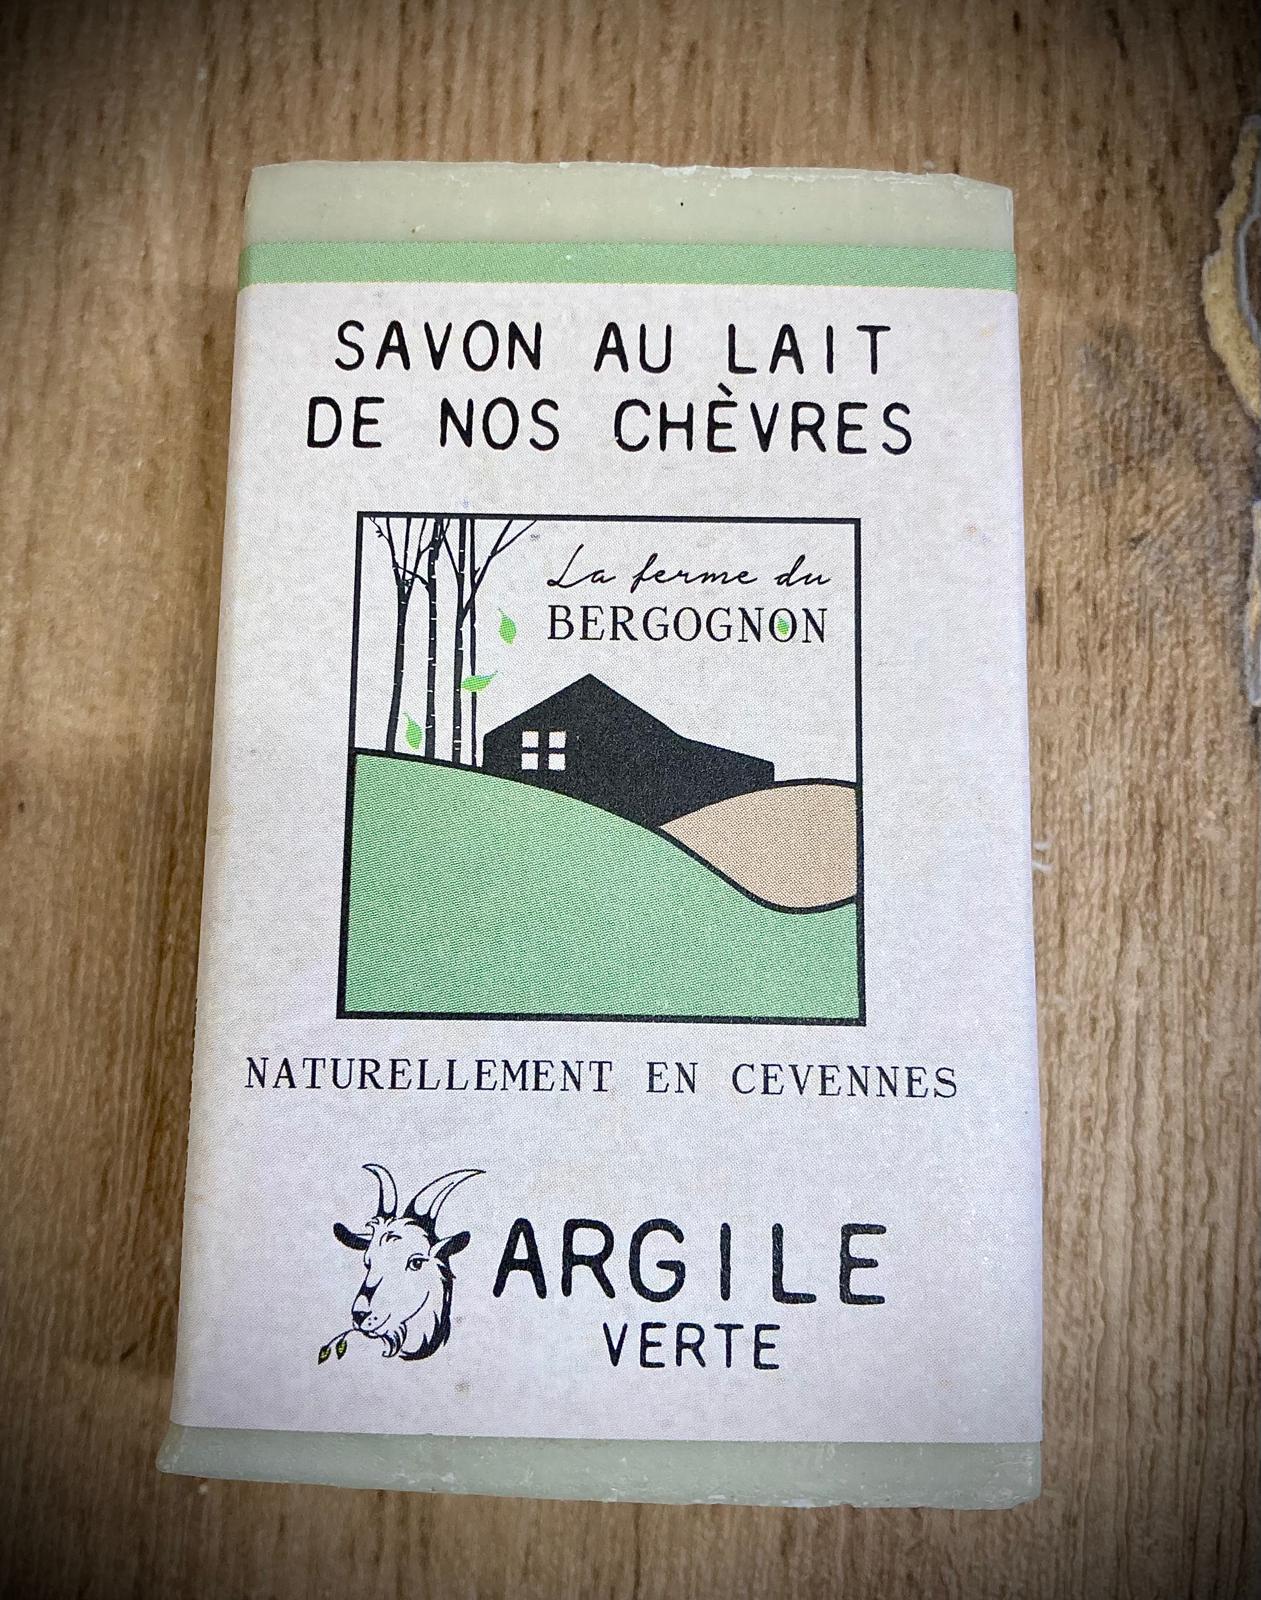 SAVON AU LAIT
DE NOS CHÈVRES
La ferme du
BERGOGNON
NATURELLEMENT EN CEVENNES
ARGILE
VERTE